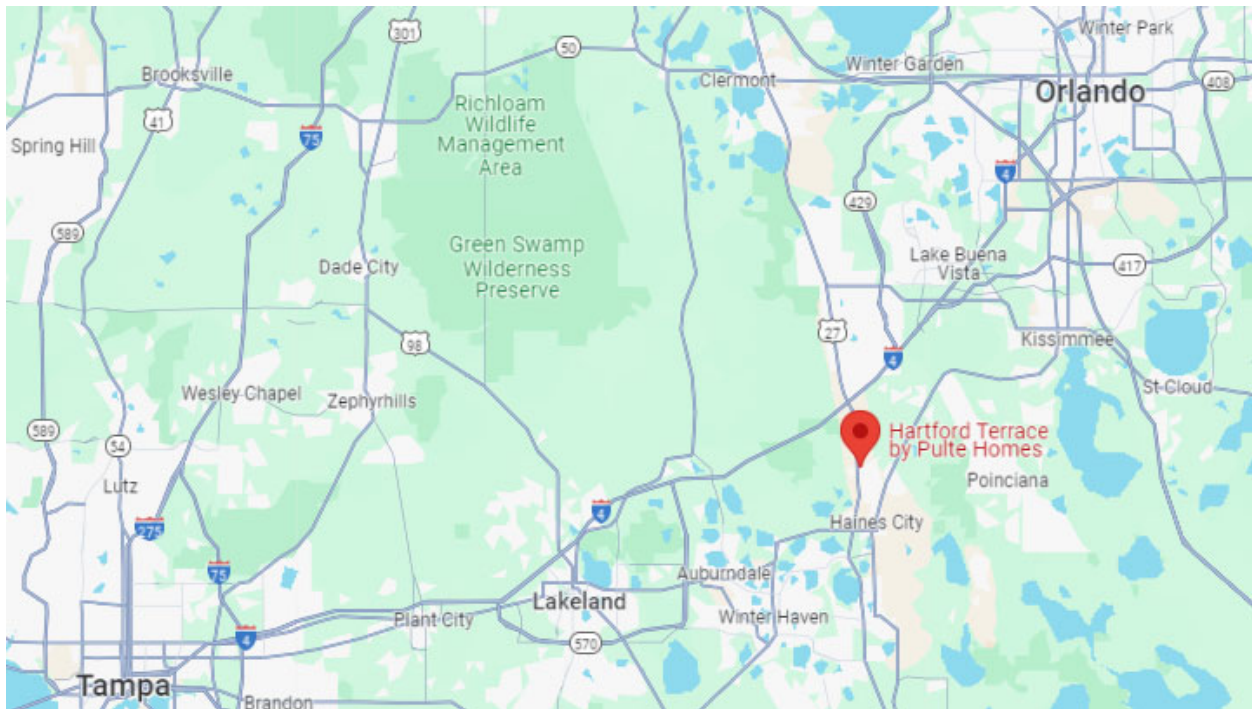 301
50
Winter Park
Brooksville
Clermont
Winter Garden
408
Orlando
Richloam
Wildlife
Management
Area
41
75
Spring Hill
4
429
589
Green Swamp
Wilderness
Preserve
Lake Buena
Vista
417
Dade City
27
98
Kissimmee
4
St Cloud
Wesley Chapel
Zephyrhills
589
54
Hartford Terrace
by Pulte Homes
Lutz
Poinciana
4
275
Haines City
75
Auburndale
Lakeland
Plant City
Winter Haven
4
570
Tampa
Brandon